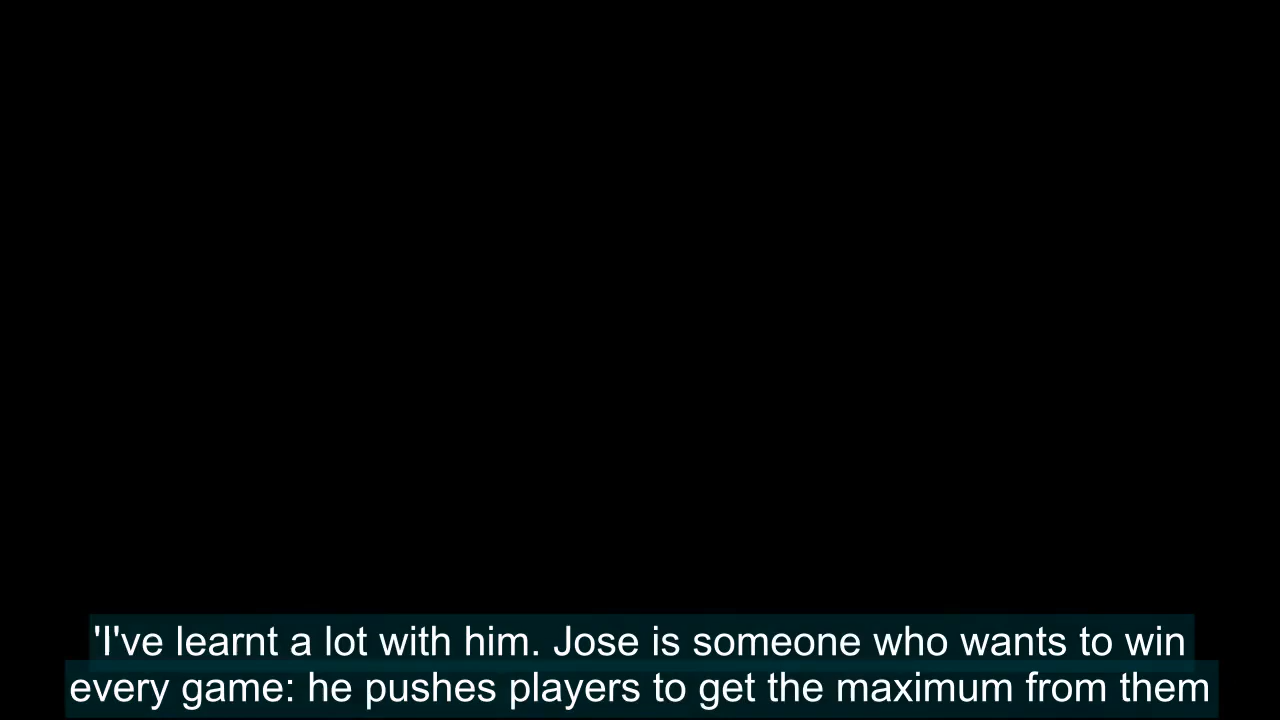 'I've learnt a lot with him. Jose is someone who wants to win
every game: he pushes players to get the maximum from them